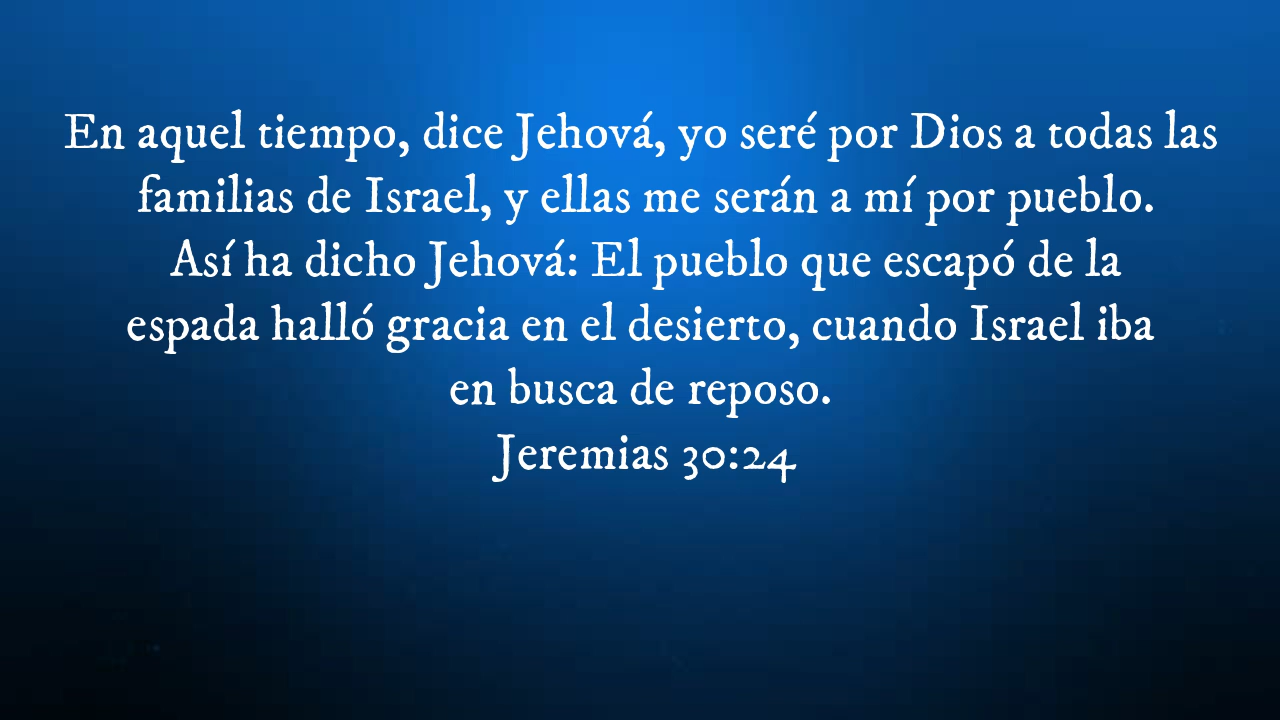 En aquel tiempo, dice Jehová, yo seré por Dios a todas las
familias de Israel, y ellas me serán a mí por pueblo.
Así ha dicho Jehová: El pueblo que escapó de la
espada halló gracia en el desierto, cuando Israel iba
en busca de reposo.
Jeremias 30:24